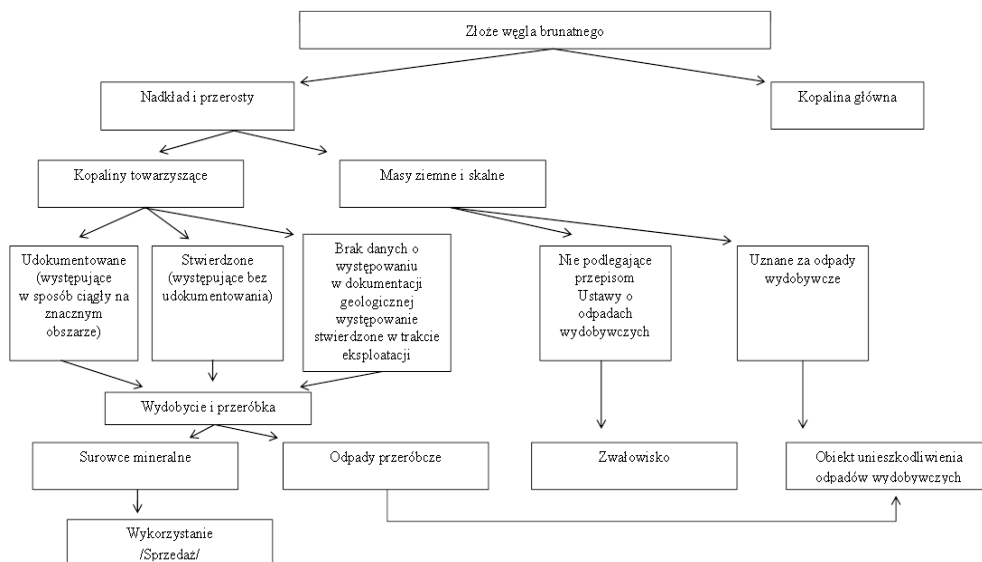 Złoże węgla brunatnego
Nadkład i przerosty
Kopalina główna
Kopaliny towarzyszące
Masy ziemne i skalne
Udokumentowane
(występujące
w sposób ciągły na
znacznym
obszarze)
Stwierdzone
(występujące bez
udokumentowania)
Brak danych o
występowaniu
w dokumentacji
geologicznej
występowanie
stwierdzone w trakcie
eksploatacji
Nie podlegające
przepisom
Ustawy o
odpadach
wydobywczych
Uznane za odpady
wydobywcze
Wydobycie i przeróbka
Surowce mineralne
Odpady przeróbcze
Zwałowisko
Obiekt unieszkodliwienia
odpadów wydobywczych
Wykorzystanie
/Sprzedaż/